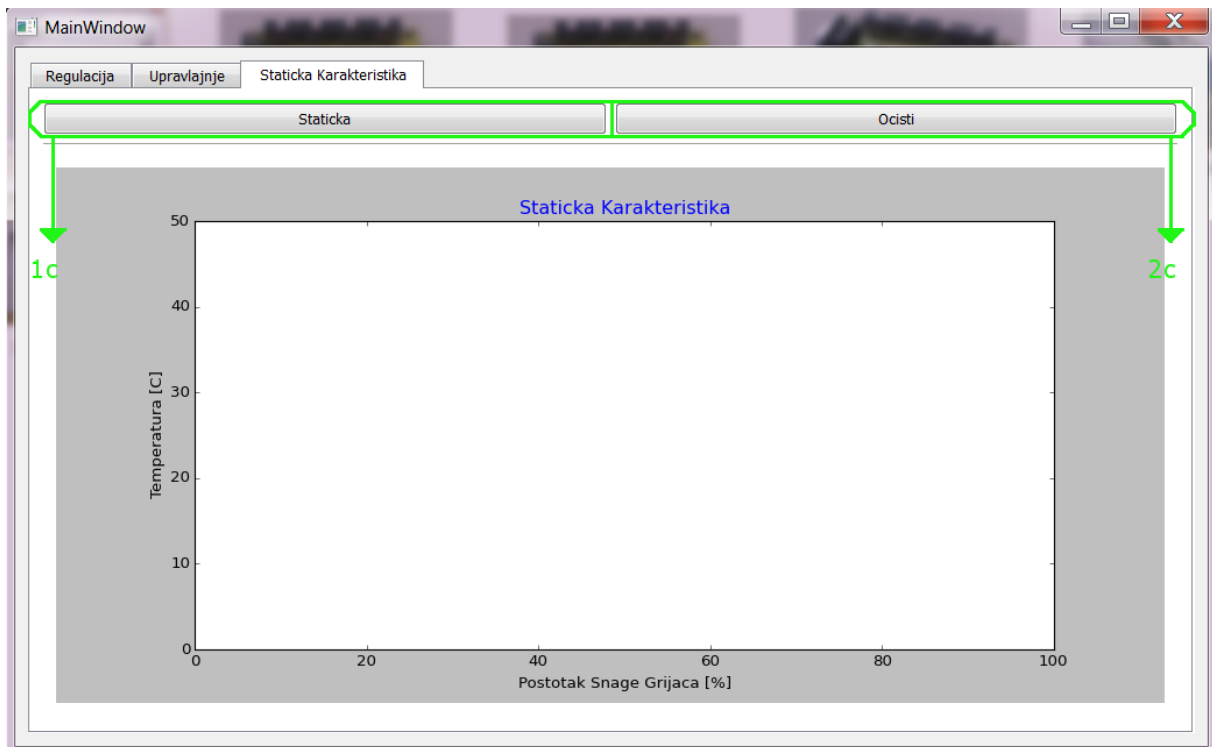 MainWindow
Regulacija Upravlajnje Staticka Karakteristika
Staticka Ocisti
1c 2c
Staticka Karakteristika
50
40
30
20
10
0
Temperatura [C]
0 20 40 60 80 100
Postotak Snage Grijaca [%]